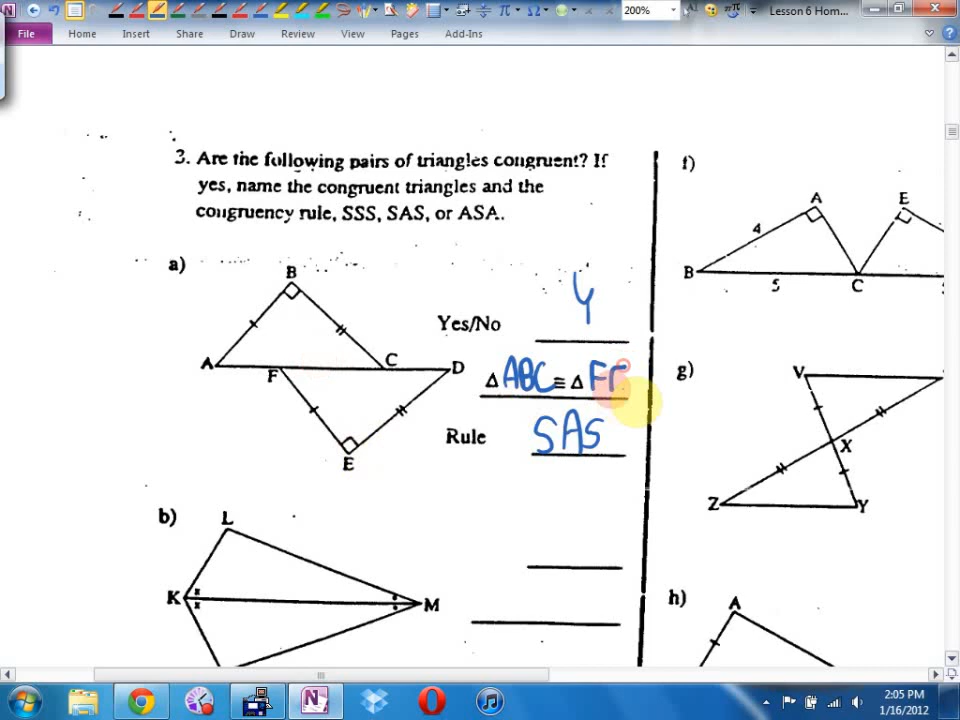 200%
Lesson 6 Hom...
File Home Insert Share Draw Review View Pages Add-Ins
3. Are the following pairs of triangles congruent? If
yes, name the congruent triangles and the
congruency rule, SSS, SAS, or ASA.
a)
B
A
C
F
D
E
Yes/No
Y
Δ ABC ≅ Δ F
Rule SAS
b)
L
K
M
f)
A
E
4
B
5
C
g)
V
X
Z
Y
h)
A
2:05 PM
1/16/2012